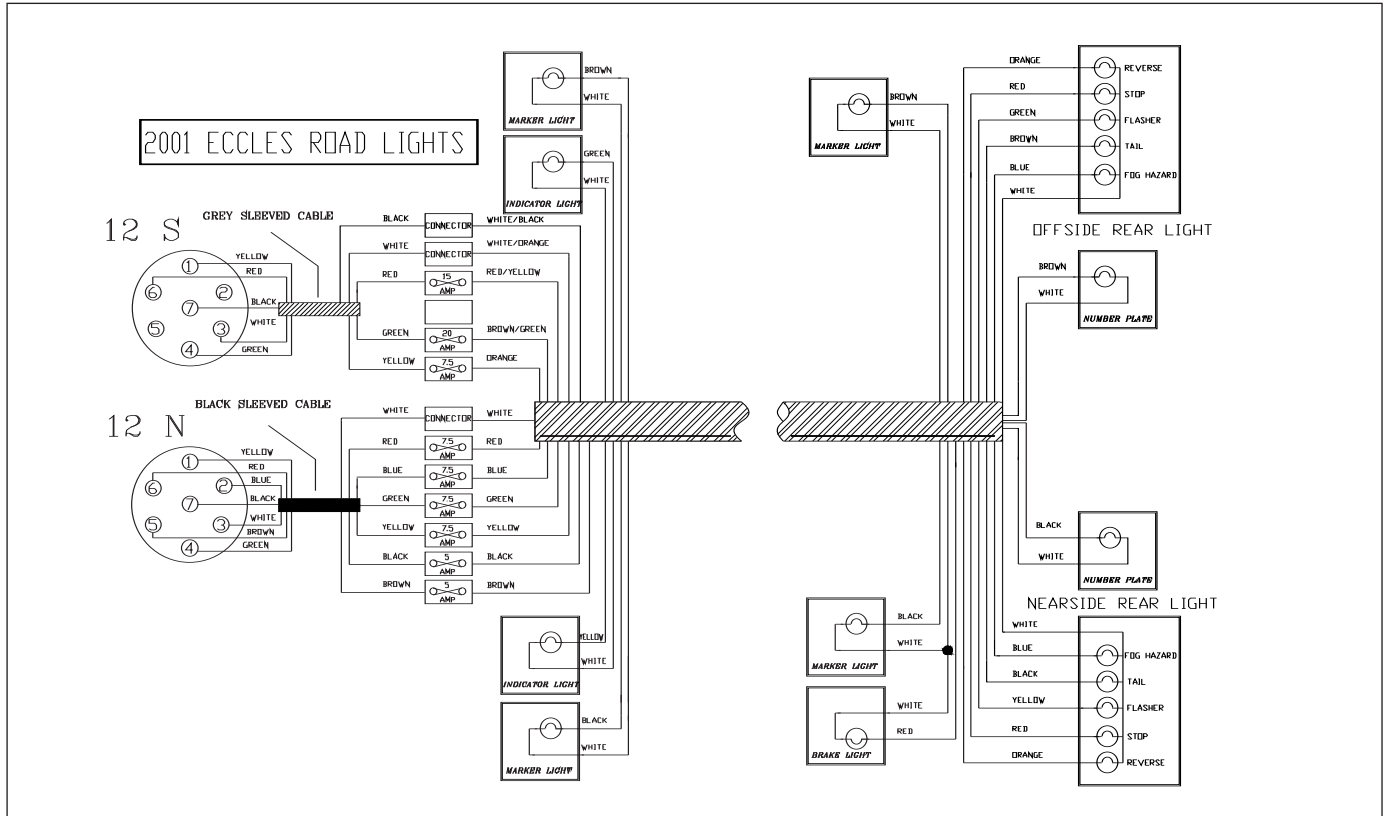 2001 ECCLES ROAD LIGHTS
12 S
GREY SLEEVED CABLE
YELLOW
RED
BLACK
WHITE
GREEN
1
2
3
4
5
6
7
BLACK CONNECTOR WHITE/BLACK
WHITE CONNECTOR WHITE/ORANGE
RED 15 AMP RED/YELLOW
GREEN 20 AMP BROWN/GREEN
YELLOW 7.5 AMP ORANGE
12 N
BLACK SLEEVED CABLE
YELLOW
RED
BLUE
BLACK
WHITE
BROWN
GREEN
1
2
3
4
5
6
7
WHITE CONNECTOR WHITE
RED 7.5 AMP RED
BLUE 7.5 AMP BLUE
GREEN 7.5 AMP GREEN
YELLOW 7.5 AMP YELLOW
BLACK 5 AMP BLACK
BROWN 5 AMP BROWN
BROWN
WHITE
MARKER LIGHT
GREEN
WHITE
INDICATOR LIGHT
YELLOW
WHITE
INDICATOR LIGHT
BLACK
WHITE
MARKER LIGHT
BROWN
WHITE
MARKER LIGHT
BLACK
WHITE
MARKER LIGHT
WHITE
RED
BRAKE LIGHT
ORANGE REVERSE
RED STOP
GREEN FLASHER
BROWN TAIL
BLUE FOG HAZARD
WHITE
OFFSIDE REAR LIGHT
BROWN
WHITE
NUMBER PLATE
BLACK
WHITE
NUMBER PLATE
NEARSIDE REAR LIGHT
WHITE
BLUE FOG HAZARD
BLACK TAIL
YELLOW FLASHER
RED STOP
ORANGE REVERSE